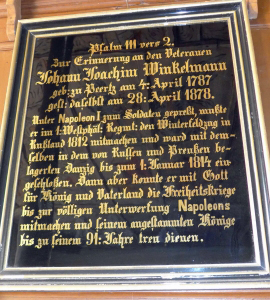 Psalm 111 vers 2.
Zur Erinnerung an den Veteranen
Johann Joachim Winkelmann
geb: zu Beertz am 4: April 1787
gest: daselbst am 28: April 1878.
Unter Napoleon I zum Soldaten gepreßt, mußte
er im 1: Westphäl. Regmt: den Winterfeldzug in
Rußland 1812 mitmachen und ward mit dem-
selben in dem von Russen und Preußen be-
lagerten Danzig bis zum 1: Januar 1814 ein-
geschloßen. Dann aber konnte er mit Gott
für König und Vaterland die Freiheitskriege
bis zur völligen Unterwerfung Napoleons
mitmachen und seinem angestammten Könige
bis zu seinem 91: Jahre treu dienen.